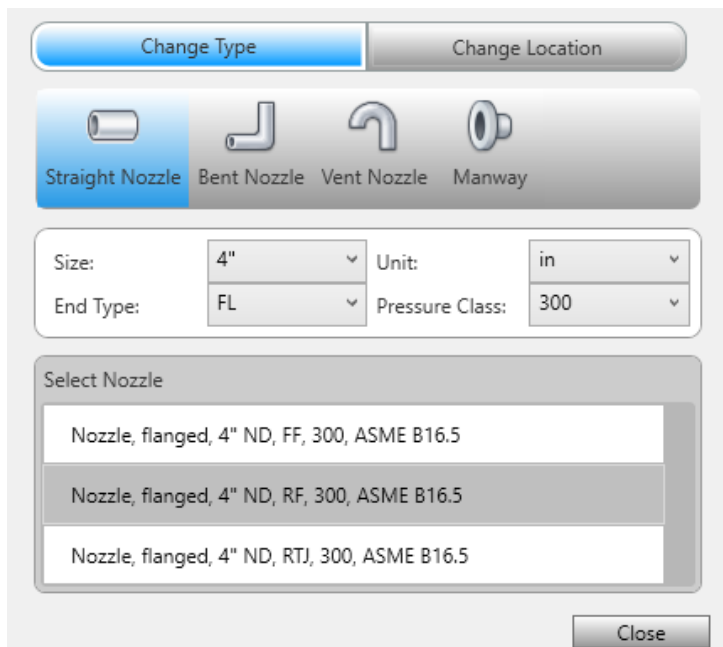 Change Type Change Location
Straight Nozzle Bent Nozzle Vent Nozzle Manway
Size: 4" Unit: in
End Type: FL Pressure Class: 300
Select Nozzle
Nozzle, flanged, 4" ND, FF, 300, ASME B16.5
Nozzle, flanged, 4" ND, RF, 300, ASME B16.5
Nozzle, flanged, 4" ND, RTJ, 300, ASME B16.5
Close